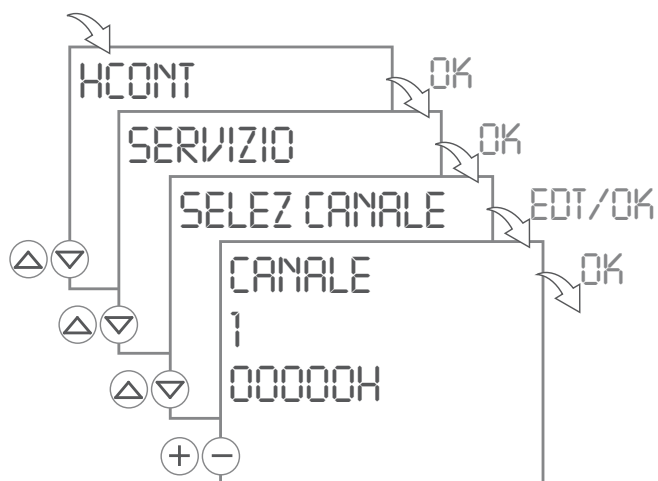 HCONT
OK
SERVIZIO
OK
SELEZ CANALE
EDT/OK
CANALE
OK
1
00000H
+ −